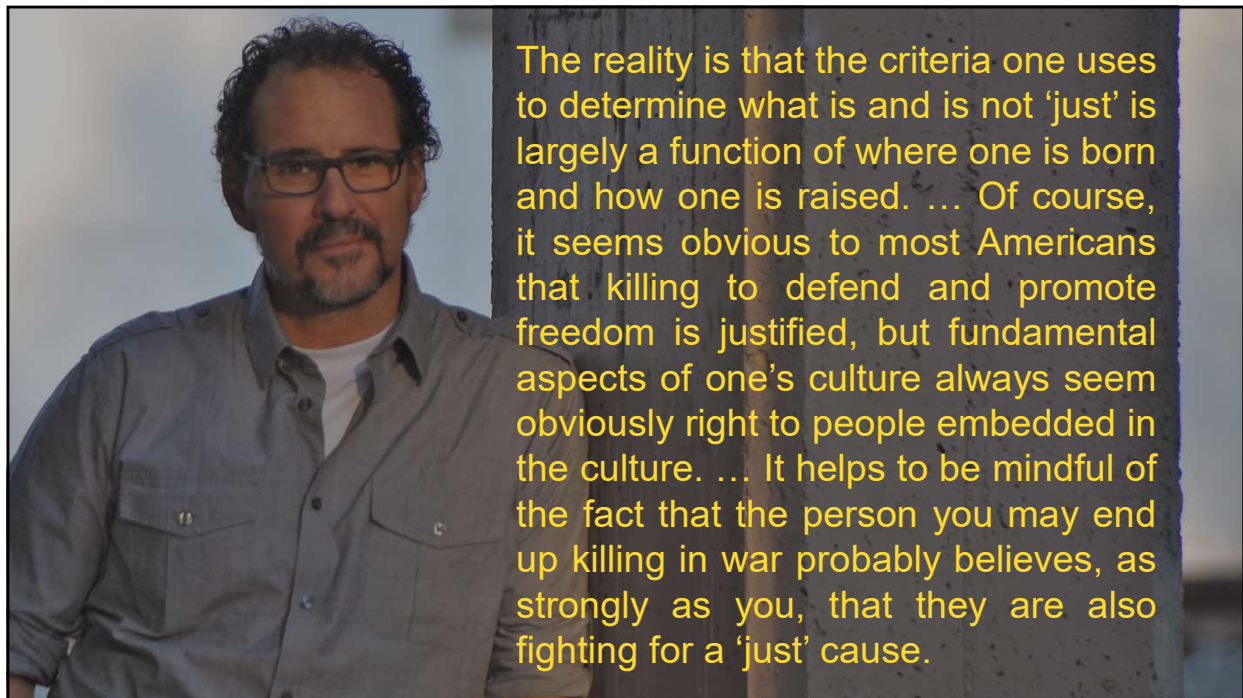 The reality is that the criteria one uses
to determine what is and is not ‘just’ is
largely a function of where one is born
and how one is raised. … Of course,
it seems obvious to most Americans
that killing to defend and promote
freedom is justified, but fundamental
aspects of one’s culture always seem
obviously right to people embedded in
the culture. … It helps to be mindful of
the fact that the person you may end
up killing in war probably believes, as
strongly as you, that they are also
fighting for a ‘just’ cause.